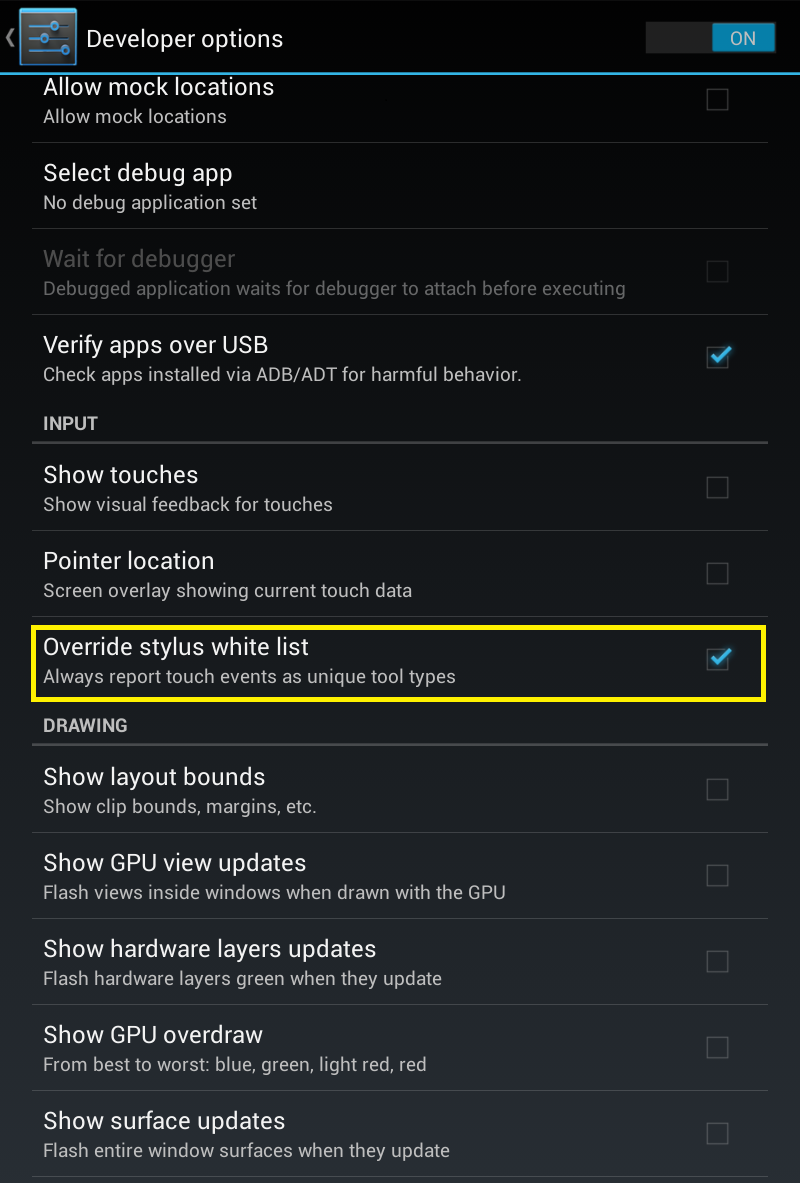 Developer options
ON
Allow mock locations
Allow mock locations
Select debug app
No debug application set
Wait for debugger
Debugged application waits for debugger to attach before executing
Verify apps over USB
Check apps installed via ADB/ADT for harmful behavior.
INPUT
Show touches
Show visual feedback for touches
Pointer location
Screen overlay showing current touch data
Override stylus white list
Always report touch events as unique tool types
DRAWING
Show layout bounds
Show clip bounds, margins, etc.
Show GPU view updates
Flash views inside windows when drawn with the GPU
Show hardware layers updates
Flash hardware layers green when they update
Show GPU overdraw
From best to worst: blue, green, light red, red
Show surface updates
Flash entire window surfaces when they update